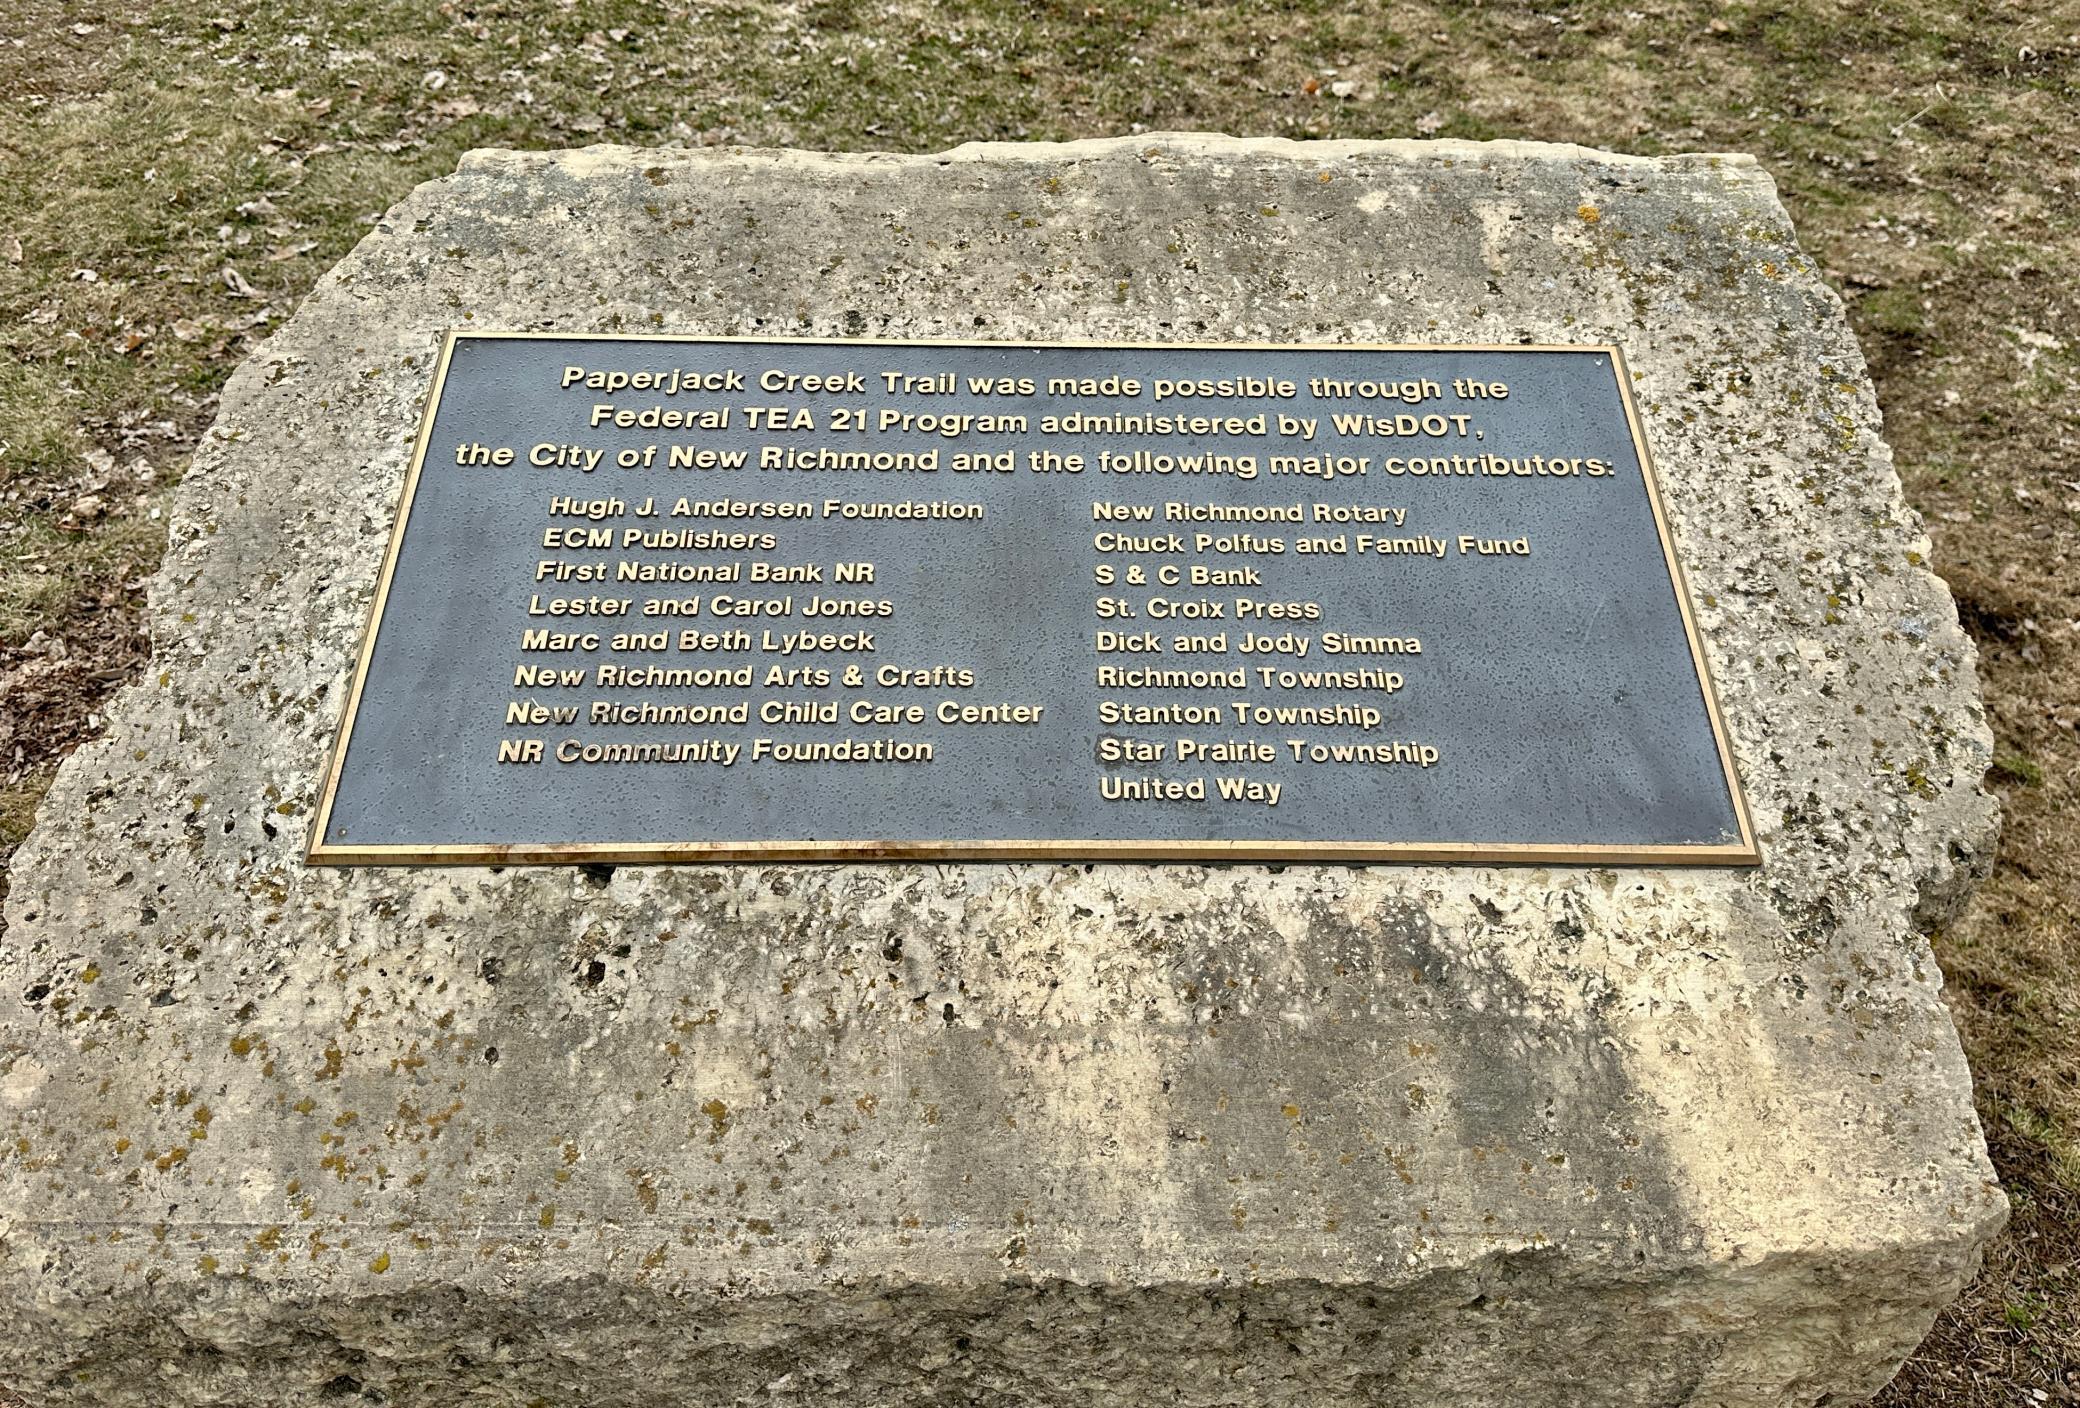 Paperjack Creek Trail was made possible through the
Federal TEA 21 Program administered by WisDOT,
the City of New Richmond and the following major contributors:
Hugh J. Andersen Foundation
ECM Publishers
First National Bank NR
Lester and Carol Jones
Marc and Beth Lybeck
New Richmond Arts & Crafts
New Richmond Child Care Center
NR Community Foundation
New Richmond Rotary
Chuck Polfus and Family Fund
S & C Bank
St. Croix Press
Dick and Jody Simma
Richmond Township
Stanton Township
Star Prairie Township
United Way